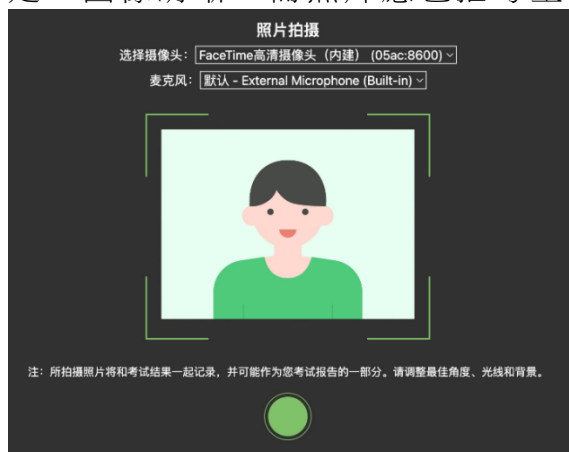 照片拍摄
选择摄像头: FaceTime高清摄像头（内建） (05ac:8600)
麦克风: 默认 - External Microphone (Built-in)
注: 所拍摄照片将和考试结果一起记录，并可能作为您考试报告的一部分。请调整最佳角度、光线和背景。